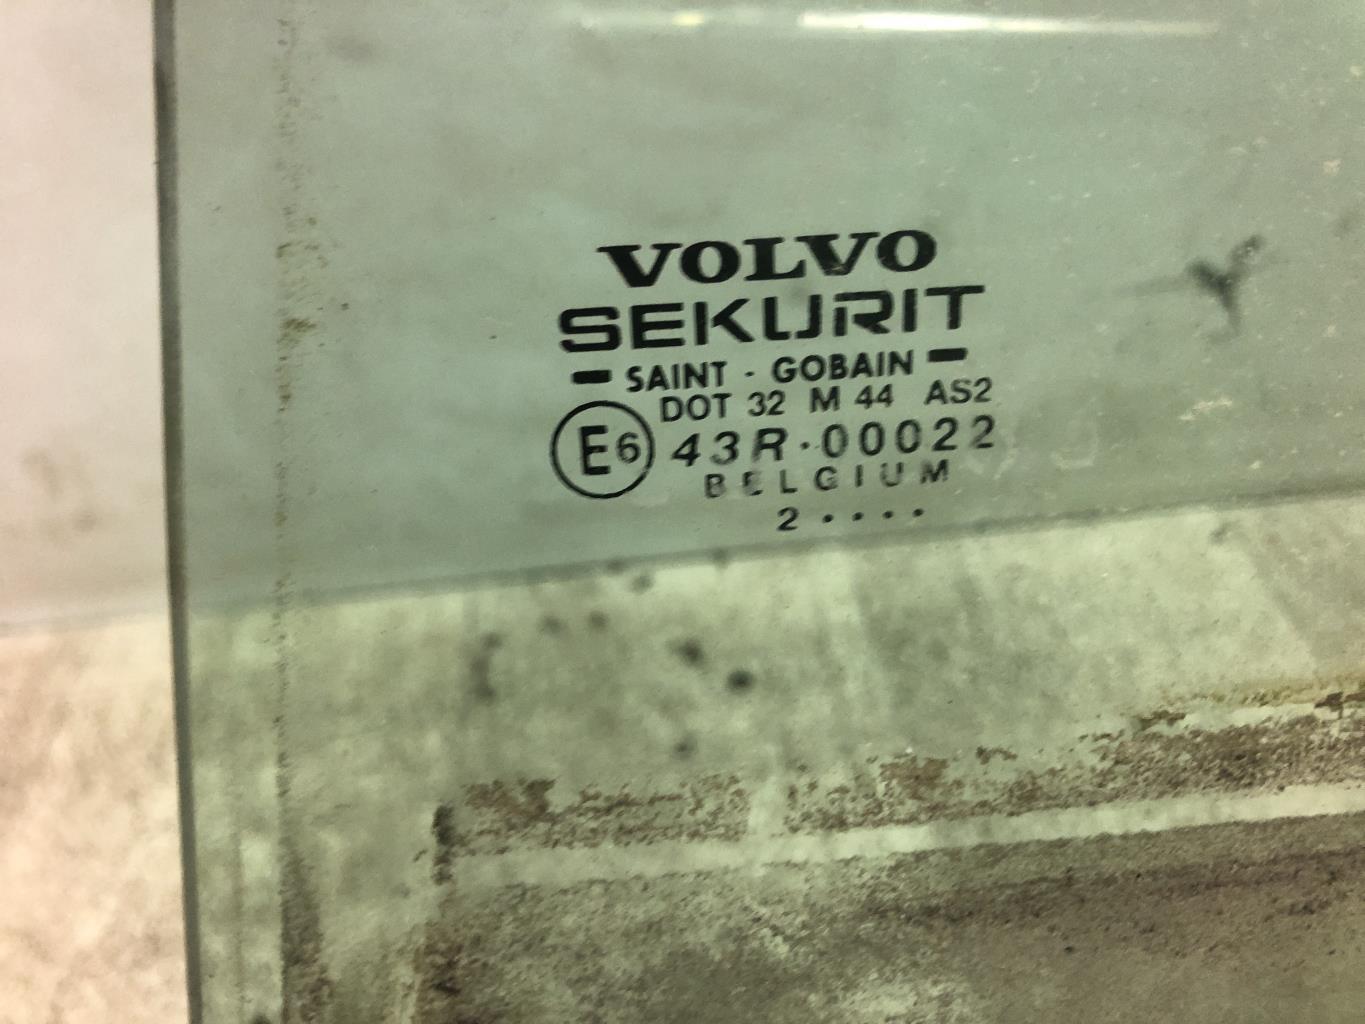 VOLVO
SEKURIT
SAINT - GOBAIN
DOT 32 M 44 AS2
E6 43R·00022
BELGIUM
2 ····